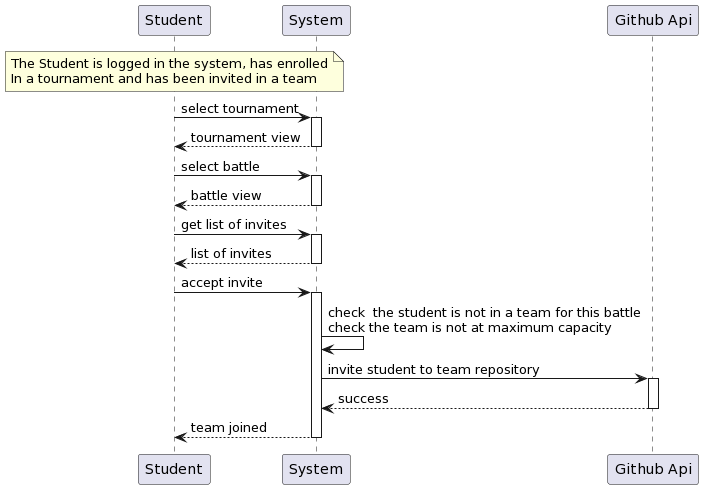 Student
System
Github Api
The Student is logged in the system, has enrolled
In a tournament and has been invited in a team
select tournament
tournament view
select battle
battle view
get list of invites
list of invites
accept invite
check  the student is not in a team for this battle
check the team is not at maximum capacity
invite student to team repository
success
team joined
Student
System
Github Api